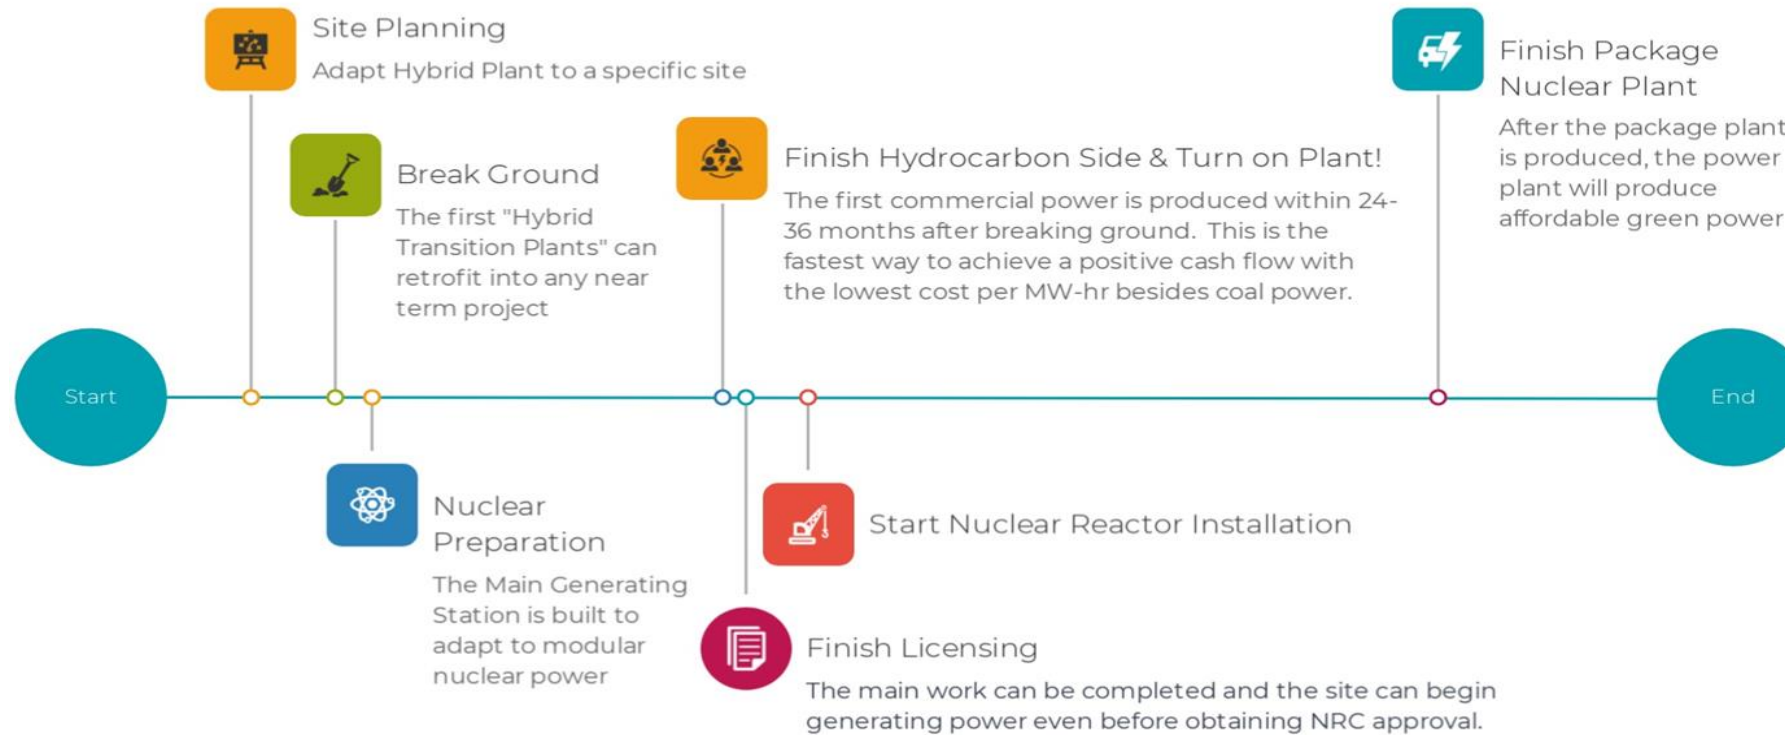 Site Planning
Adapt Hybrid Plant to a specific site
Break Ground
The first "Hybrid
Transition Plants" can
retrofit into any near
term project
Finish Hydrocarbon Side & Turn on Plant!
The first commercial power is produced within 24-
36 months after breaking ground.  This is the
fastest way to achieve a positive cash flow with
the lowest cost per MW-hr besides coal power.
Finish Package
Nuclear Plant
After the package plant
is produced, the power
plant will produce
affordable green power
Start
End
Nuclear
Preparation
The Main Generating
Station is built to
adapt to modular
nuclear power
Start Nuclear Reactor Installation
Finish Licensing
The main work can be completed and the site can begin
generating power even before obtaining NRC approval.